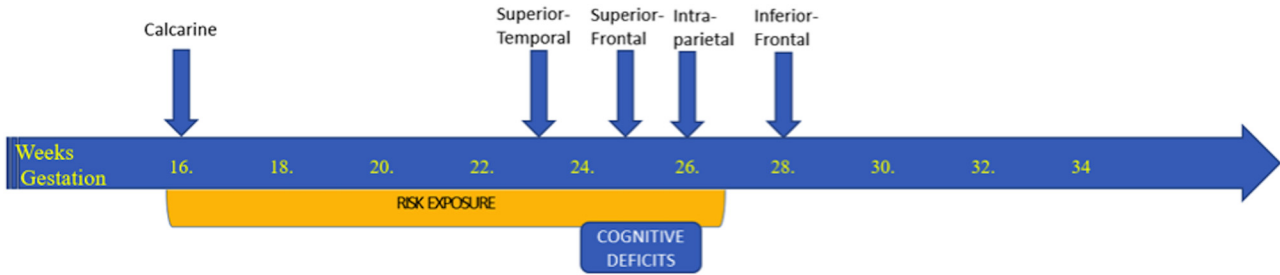 Calcarine
Superior-
Temporal
Superior-
Frontal
Intra-
parietal
Inferior-
Frontal
Weeks
Gestation
16. 18. 20. 22. 24. 26. 28. 30. 32. 34
RISK EXPOSURE
COGNITIVE
DEFICITS